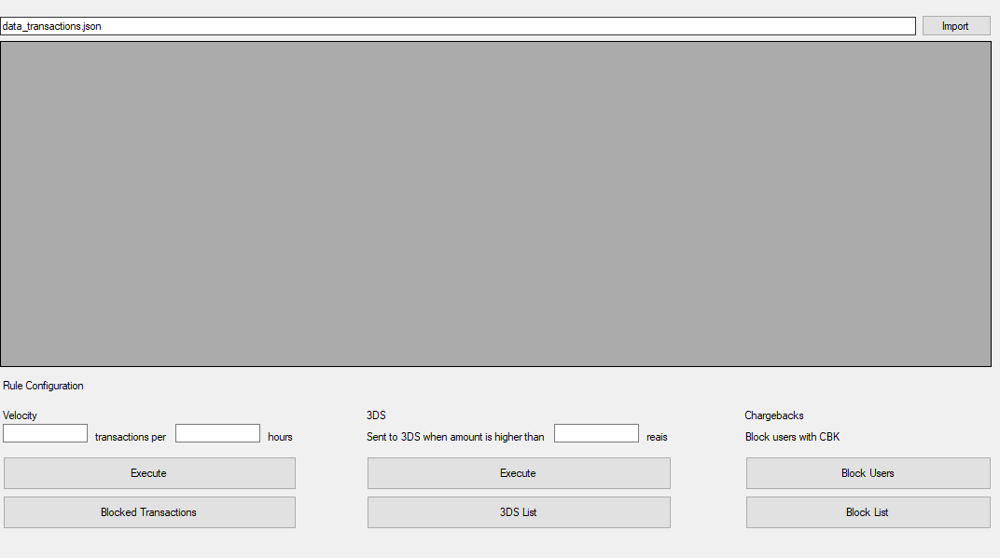 data_transactions.json
Import
Rule Configuration
Velocity
transactions per
hours
Execute
Blocked Transactions
3DS
Sent to 3DS when amount is higher than
reais
Execute
3DS List
Chargebacks
Block users with CBK
Block Users
Block List